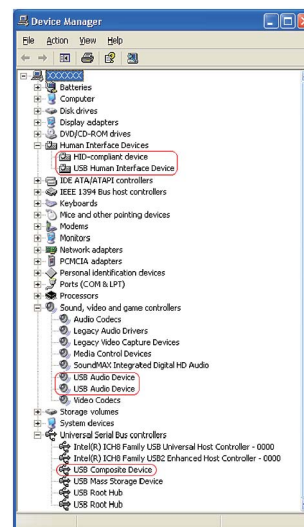 Device Manager
File Action View Help
XXXXXX
Batteries
Computer
Disk drives
Display adapters
DVD/CD-ROM drives
Human Interface Devices
HID-compliant device
USB Human Interface Device
IDE ATA/ATAPI controllers
IEEE 1394 Bus host controllers
Keyboards
Mice and other pointing devices
Modems
Monitors
Network adapters
PCMCIA adapters
Personal identification devices
Ports (COM & LPT)
Processors
Sound, video and game controllers
Audio Codecs
Legacy Audio Drivers
Legacy Video Capture Devices
Media Control Devices
SoundMAX Integrated Digital HD Audio
USB Audio Device
USB Audio Device
Video Codecs
Storage volumes
System devices
Universal Serial Bus controllers
Intel(R) ICH8 Family USB Universal Host Controller - 0000
Intel(R) ICH8 Family USB2 Enhanced Host Controller - 0000
USB Composite Device
USB Mass Storage Device
USB Root Hub
USB Root Hub